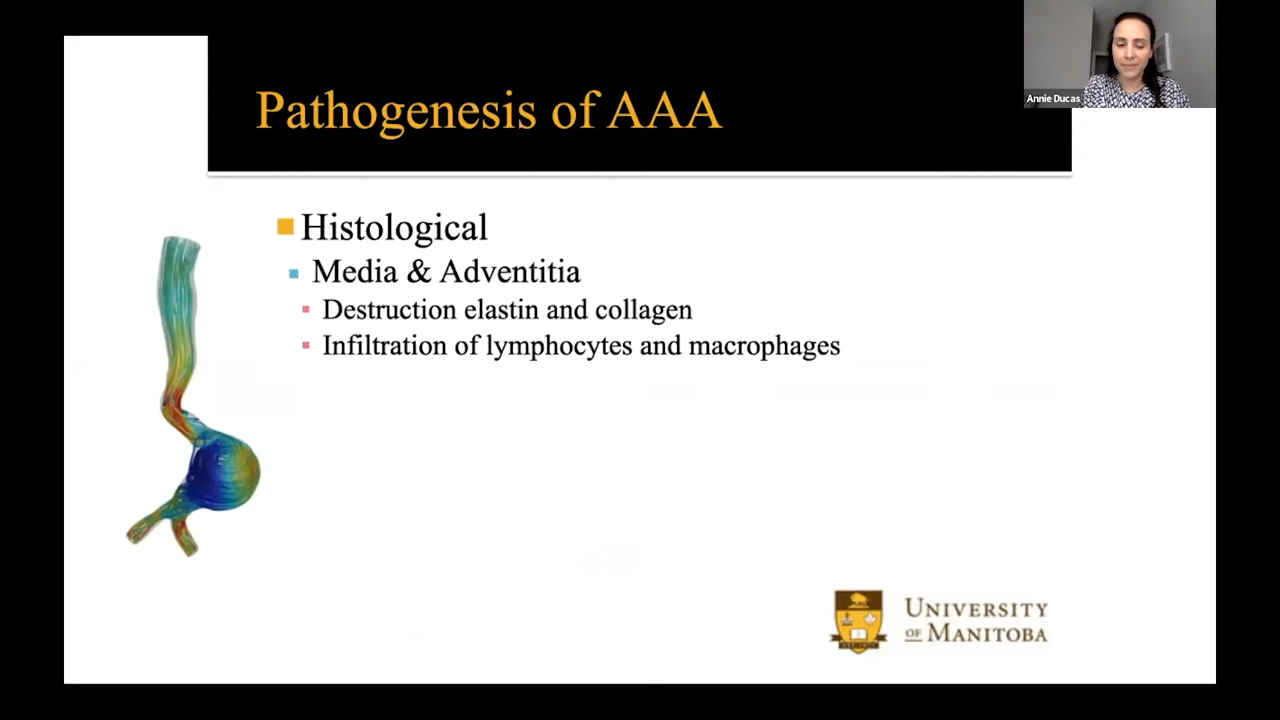 Pathogenesis of AAA
Annie Ducas
Histological
Media & Adventitia
Destruction elastin and collagen
Infiltration of lymphocytes and macrophages
UNIVERSITY
OF MANITOBA